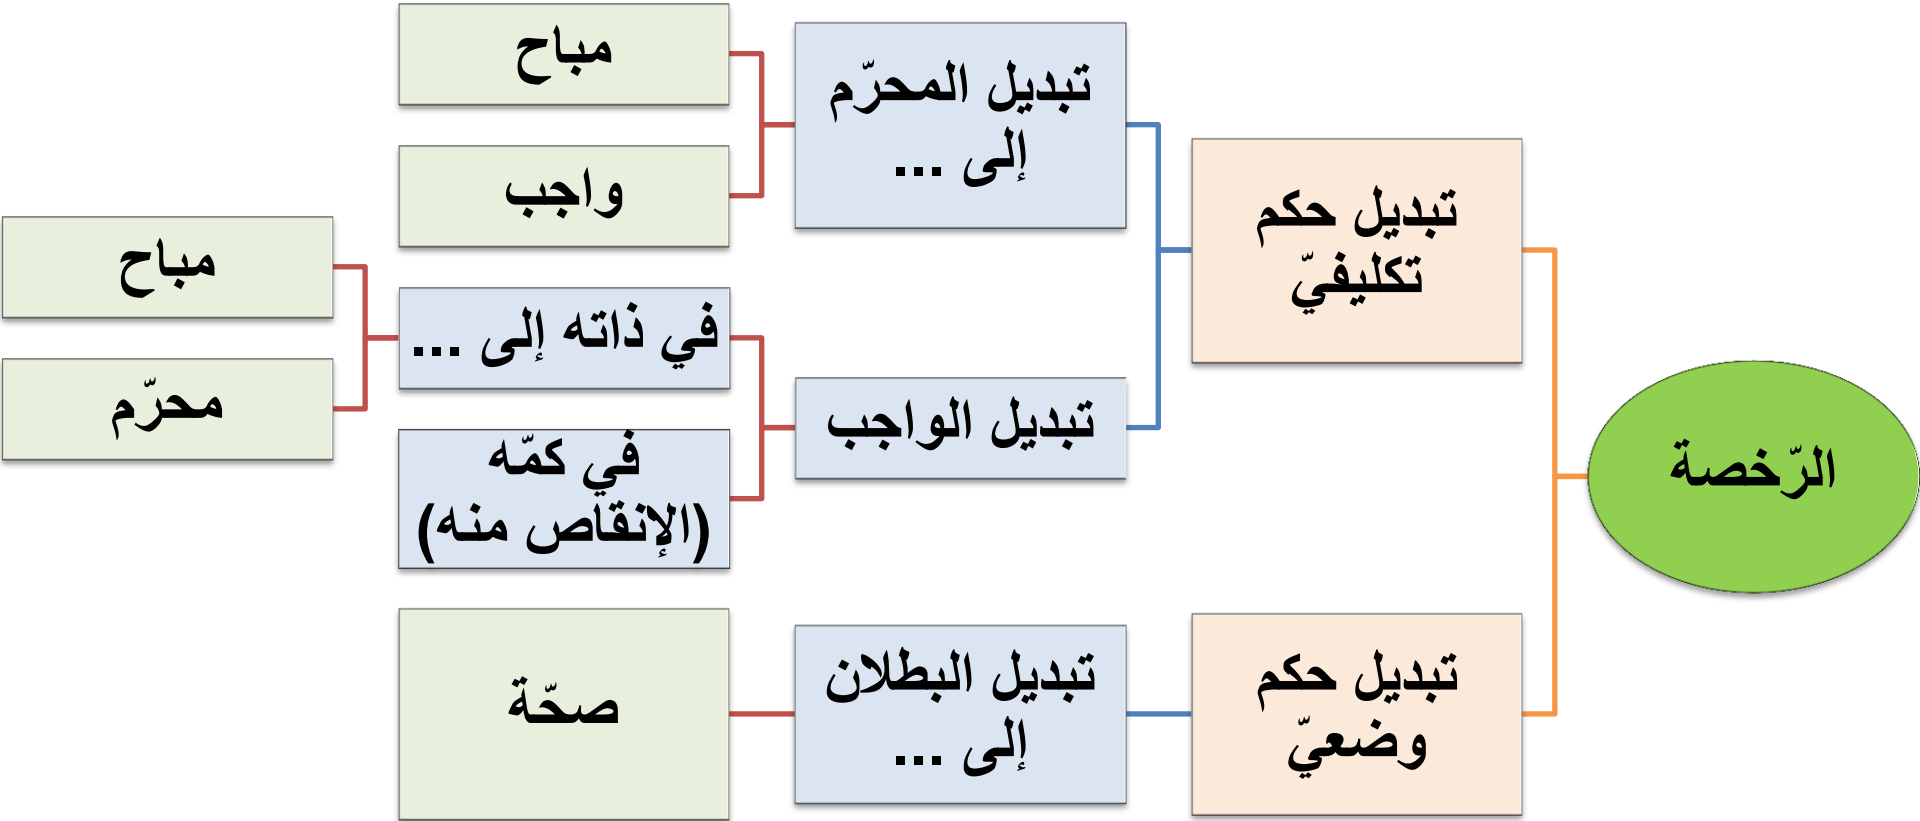 الرّخصة
تبديل حكم
تكليفيّ
تبديل المحرّم
إلى ...
مباح
واجب
تبديل الواجب
في ذاته إلى ...
مباح
محرّم
في كمّه
(الإنقاص منه)
تبديل حكم
وضعيّ
تبديل البطلان
إلى ...
صحّة